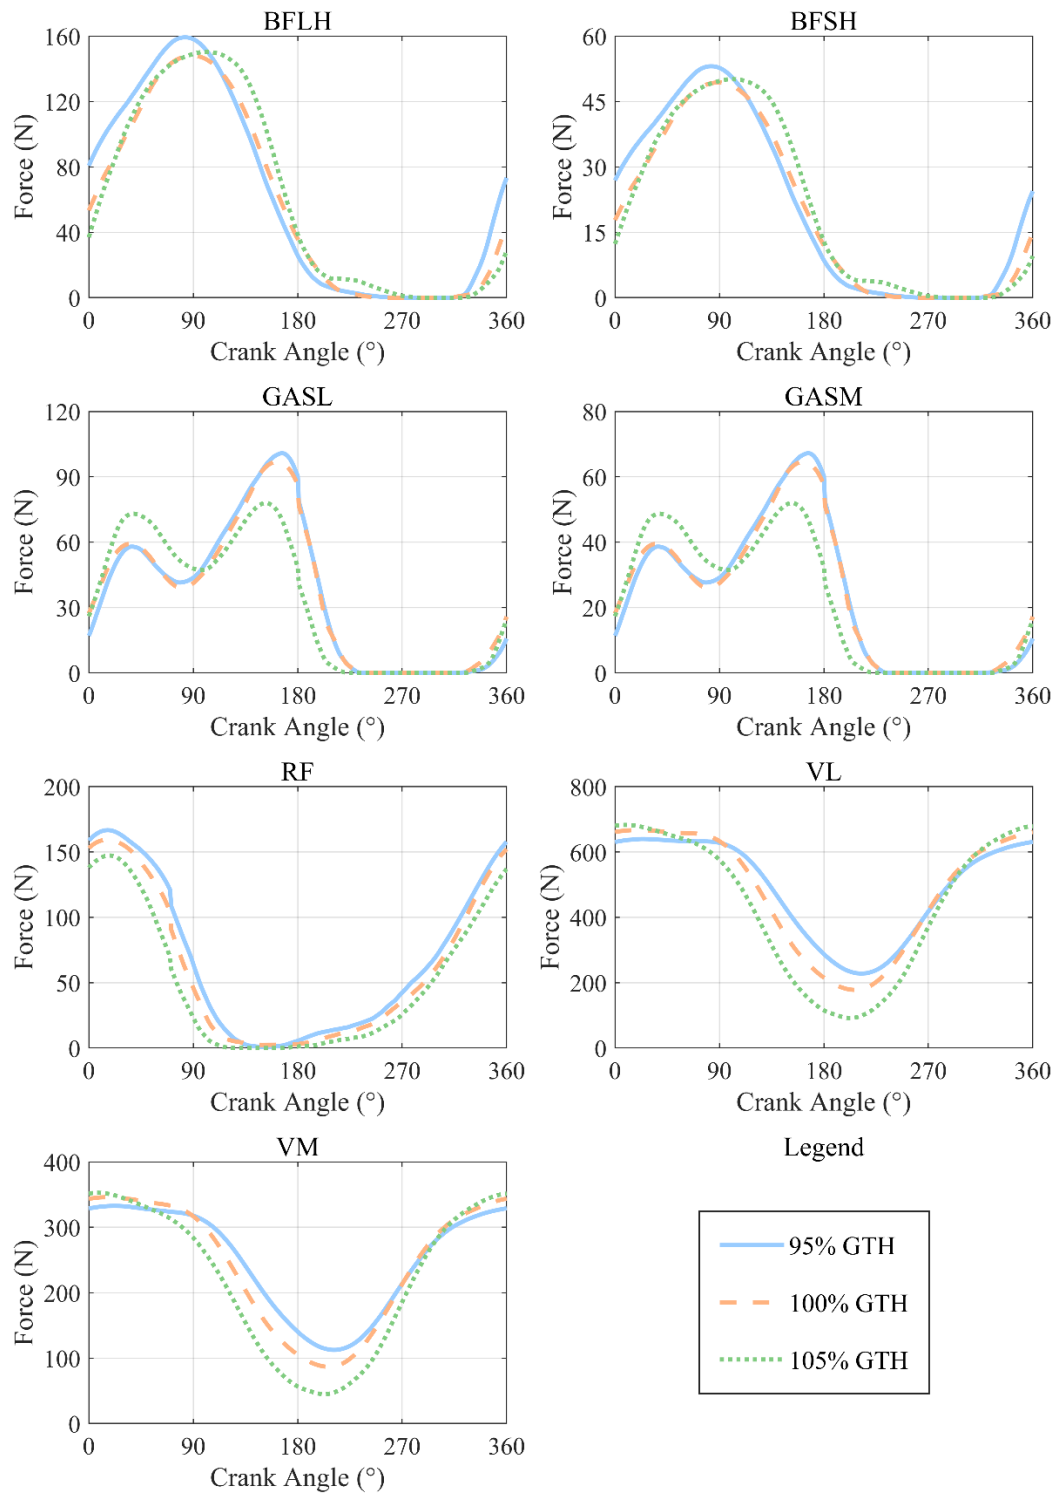 BFLH
BFSH
160
120
80
40
0
Force (N)
0
90
180
270
360
Crank Angle (°)
60
45
30
15
0
Force (N)
0
90
180
270
360
Crank Angle (°)
GASL
GASM
120
90
60
30
0
Force (N)
0
90
180
270
360
Crank Angle (°)
80
60
40
20
0
Force (N)
0
90
180
270
360
Crank Angle (°)
RF
VL
200
150
100
50
0
Force (N)
0
90
180
270
360
Crank Angle (°)
800
600
400
200
0
Force (N)
0
90
180
270
360
Crank Angle (°)
VM
400
300
200
100
0
Force (N)
0
90
180
270
360
Crank Angle (°)
Legend
95% GTH
100% GTH
105% GTH